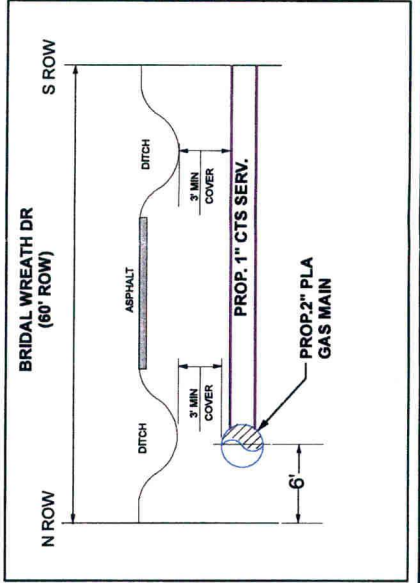 BRIDAL WREATH DR
(60' ROW)
N ROW
S ROW
DITCH
ASPHALT
DITCH
3' MIN
COVER
3' MIN
COVER
PROP. 1" CTS SERV.
6'
PROP.2" PLA
GAS MAIN